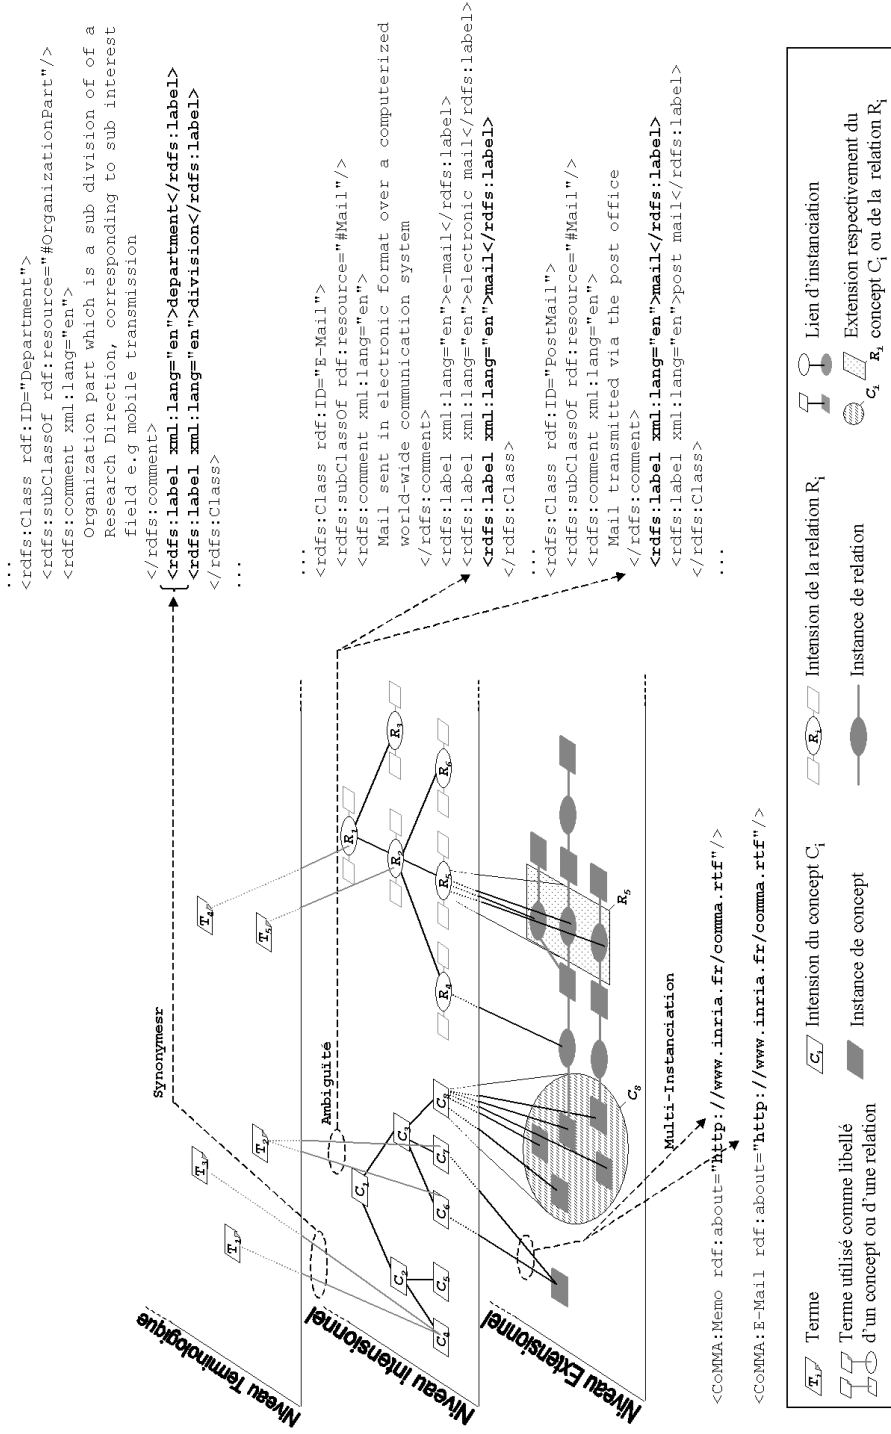 ...
<rdfs:Class rdf:ID="Department">
<rdfs:subClassOf rdf:resource="#OrganizationPart"/>
<rdfs:comment xml:lang="en">
Organization part which is a sub division of of a
Research Direction, corresponding to sub interest
field e.g mobile transmission
</rdfs:comment>
<rdfs:label xml:lang="en">department</rdfs:label>
<rdfs:label xml:lang="en">division</rdfs:label>
</rdfs:Class>
...
...
<rdfs:Class rdf:ID="E-Mail">
<rdfs:subClassOf rdf:resource="#Mail"/>
<rdfs:comment xml:lang="en">
Mail sent in electronic format over a computerized
world-wide communication system
</rdfs:comment>
<rdfs:label xml:lang="en">e-mail</rdfs:label>
<rdfs:label xml:lang="en">electronic mail</rdfs:label>
<rdfs:label xml:lang="en">mail</rdfs:label>
</rdfs:Class>
...
<rdfs:Class rdf:ID="PostMail">
<rdfs:subClassOf rdf:resource="#Mail"/>
<rdfs:comment xml:lang="en">
Mail transmitted via the post office
</rdfs:comment>
<rdfs:label xml:lang="en">mail</rdfs:label>
<rdfs:label xml:lang="en">post mail</rdfs:label>
</rdfs:Class>
...
Synonymesr
Ambiguïté
Multi-Instanciation
Niveau Terminologique
T1
T3
T2
T4
T5
Niveau Intensionnel
C1
C2
C3
C4
C5
C6
C7
C8
R1
R2
R3
R4
R5
R6
Niveau Extensionnel
C8
R5
<CoMMA:Memo rdf:about="http://www.inria.fr/comma.rtf"/>
<CoMMA:E-Mail rdf:about="http://www.inria.fr/comma.rtf"/>
Ti Terme
Ci Intension du concept Ci
Ri Intension de la relation Ri
Lien d'instanciation
Terme utilisé comme libellé
d'un concept ou d'une relation
Instance de concept
Instance de relation
Ci Ri
Extension respectivement du
concept Ci ou de la relation Ri